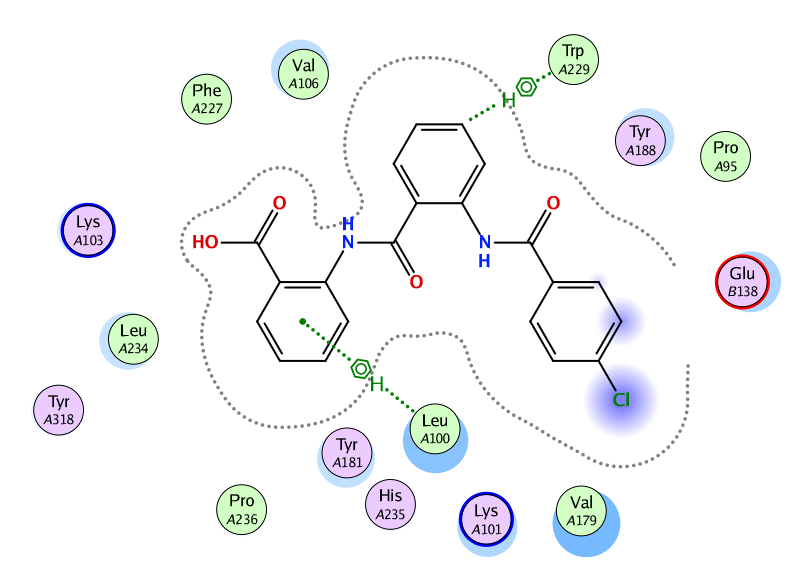 Trp
A229
H
Val
A106
Phe
A227
Tyr
A188
Pro
A95
Lys
A103
O
H
N
O
HO
N
H
O
Glu
B138
Leu
A234
H
Cl
Tyr
A318
Leu
A100
Tyr
A181
Pro
A236
His
A235
Lys
A101
Val
A179